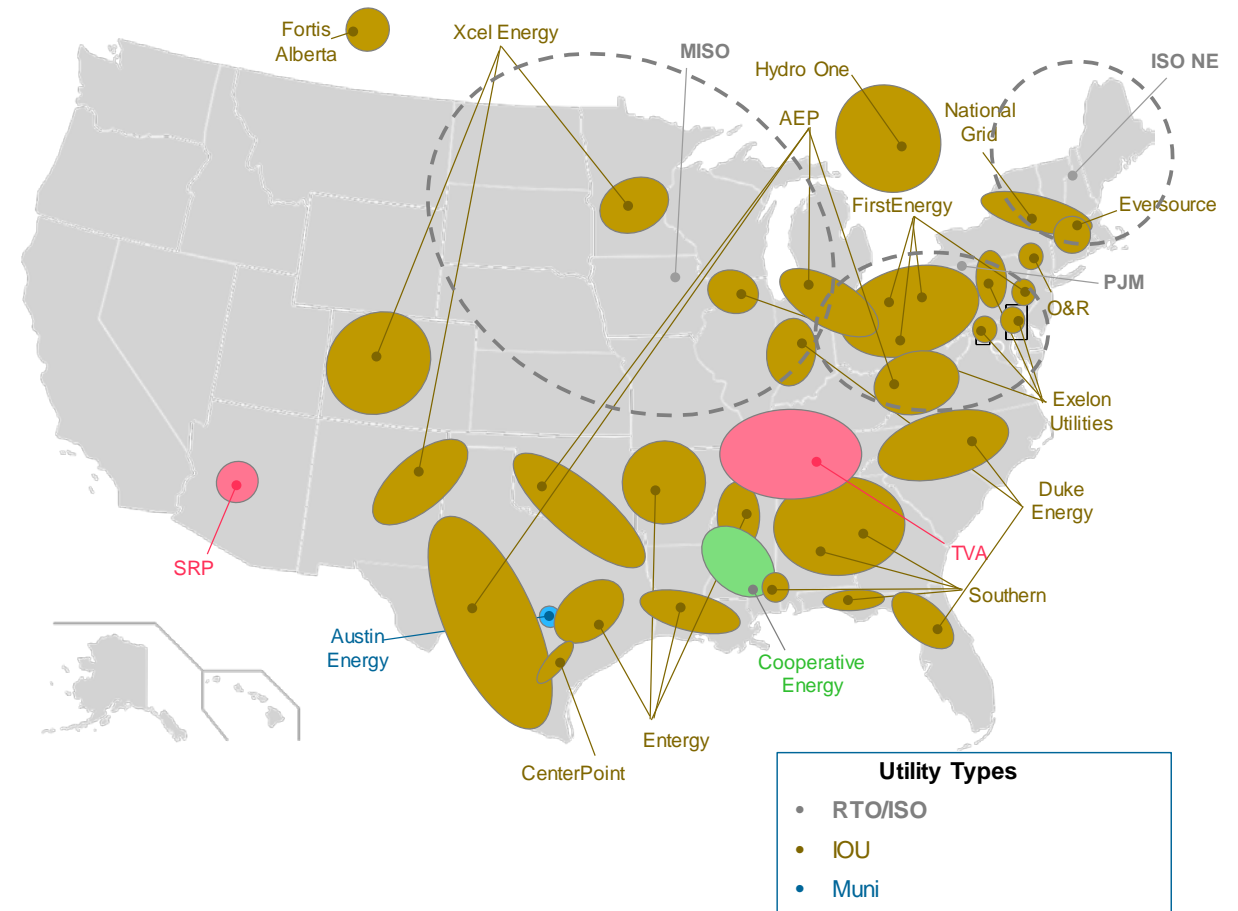 Fortis
Alberta
Xcel Energy
MISO
ISO NE
Hydro One
National
Grid
AEP
FirstEnergy
Eversource
PJM
O&R
Exelon
Utilities
Duke
Energy
TVA
SRP
Southern
Austin
Energy
Cooperative
Energy
Entergy
CenterPoint
Utility Types
• RTO/ISO
• IOU
• Muni